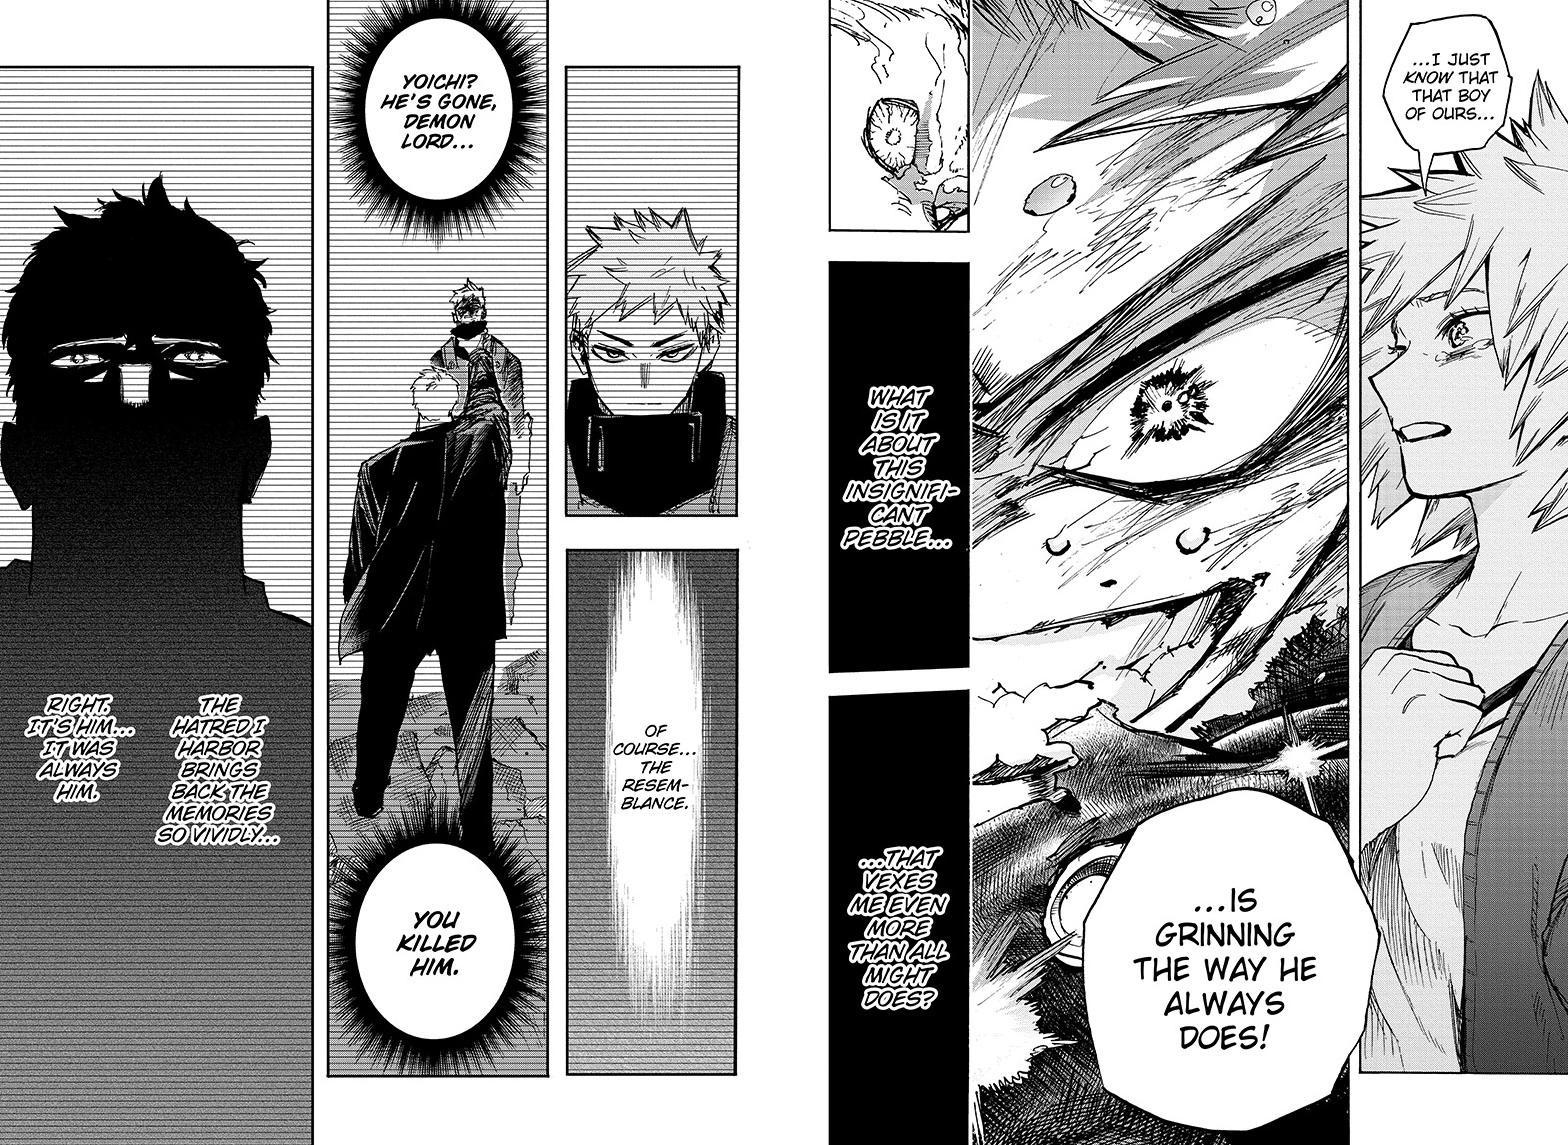 ...I JUST
KNOW THAT
THAT BOY
OF OURS...
...IS
GRINNING
THE WAY HE
ALWAYS
DOES!
WHAT
IS IT
ABOUT
THIS
INSIGNIFI-
CANT
PEBBLE...
...THAT
VEXES
ME EVEN
MORE
THAN ALL
MIGHT
DOES?
OF
COURSE...
THE
RESEM-
BLANCE.
YOICHI?
HE'S GONE,
DEMON
LORD...
YOU
KILLED
HIM.
THE
HATRED I
HARBOR
BRINGS
BACK THE
MEMORIES
SO VIVIDLY...
RIGHT.
IT'S HIM...
IT WAS
ALWAYS
HIM.